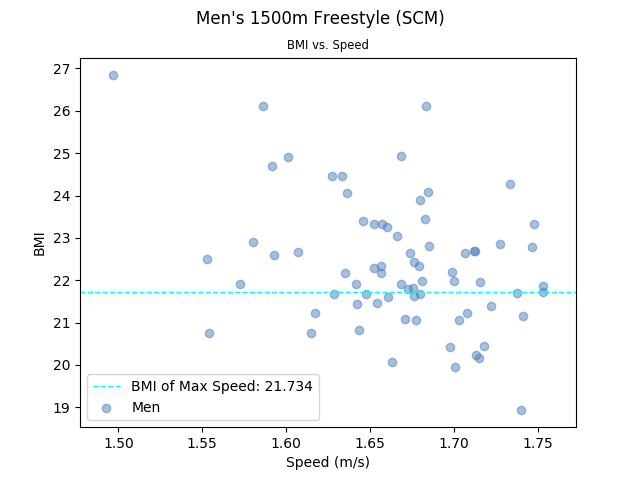 Men's 1500m Freestyle (SCM)
BMI vs. Speed
27
26
25
24
23
22
21
20
19
BMI
BMI of Max Speed: 21.734
Men
1.50 1.55 1.60 1.65 1.70 1.75
Speed (m/s)